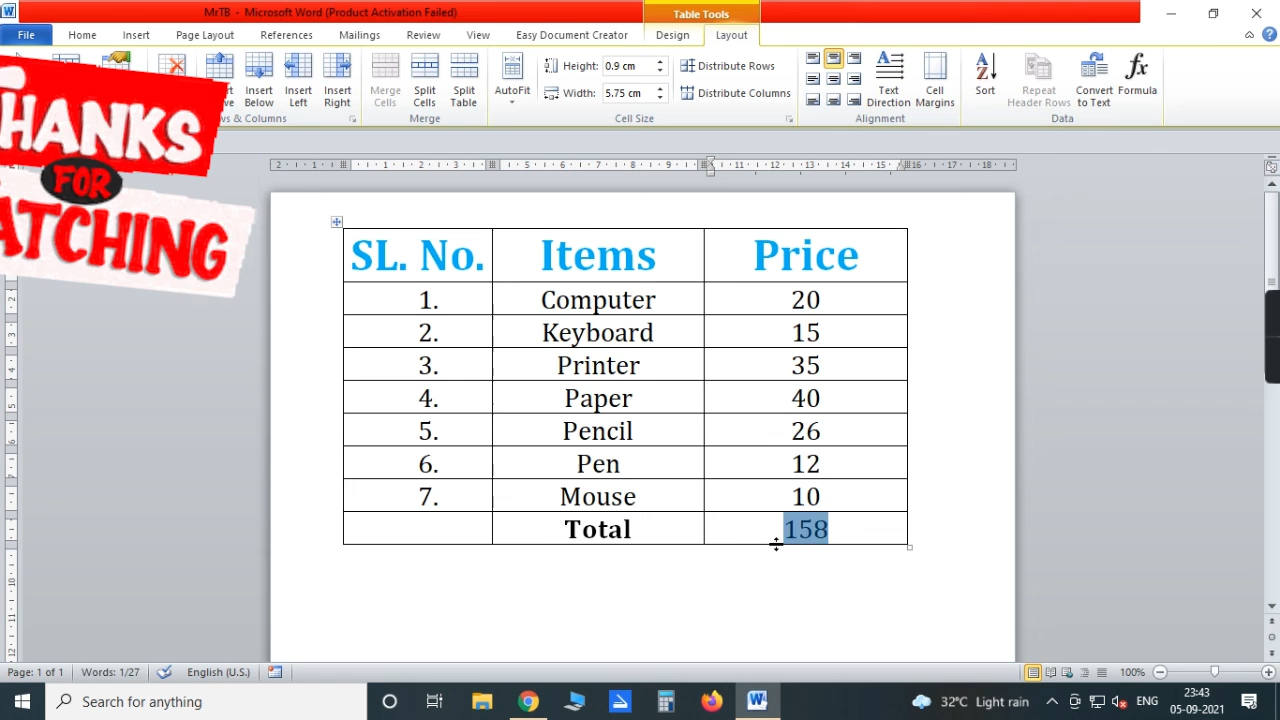 MrTB - Microsoft Word (Product Activation Failed)
Table Tools
File Home Insert Page Layout References Mailings Review View Easy Document Creator Design Layout
Insert Below
Insert Left
Insert Right
Merge Cells
Split Cells
Split Table
AutoFit
Height: 0.9 cm
Width: 5.75 cm
Distribute Rows
Distribute Columns
Text Direction
Cell Margins
Sort
Repeat Header Rows
Convert to Text
Formula
Merge Cell Size Alignment Data
THANKS
FOR
WATCHING
SL. No. Items Price
1. Computer 20
2. Keyboard 15
3. Printer 35
4. Paper 40
5. Pencil 26
6. Pen 12
7. Mouse 10
Total 158
Page: 1 of 1 Words: 1/27 English (U.S.) 100%
Search for anything
32°C Light rain ENG 23:43
05-09-2021